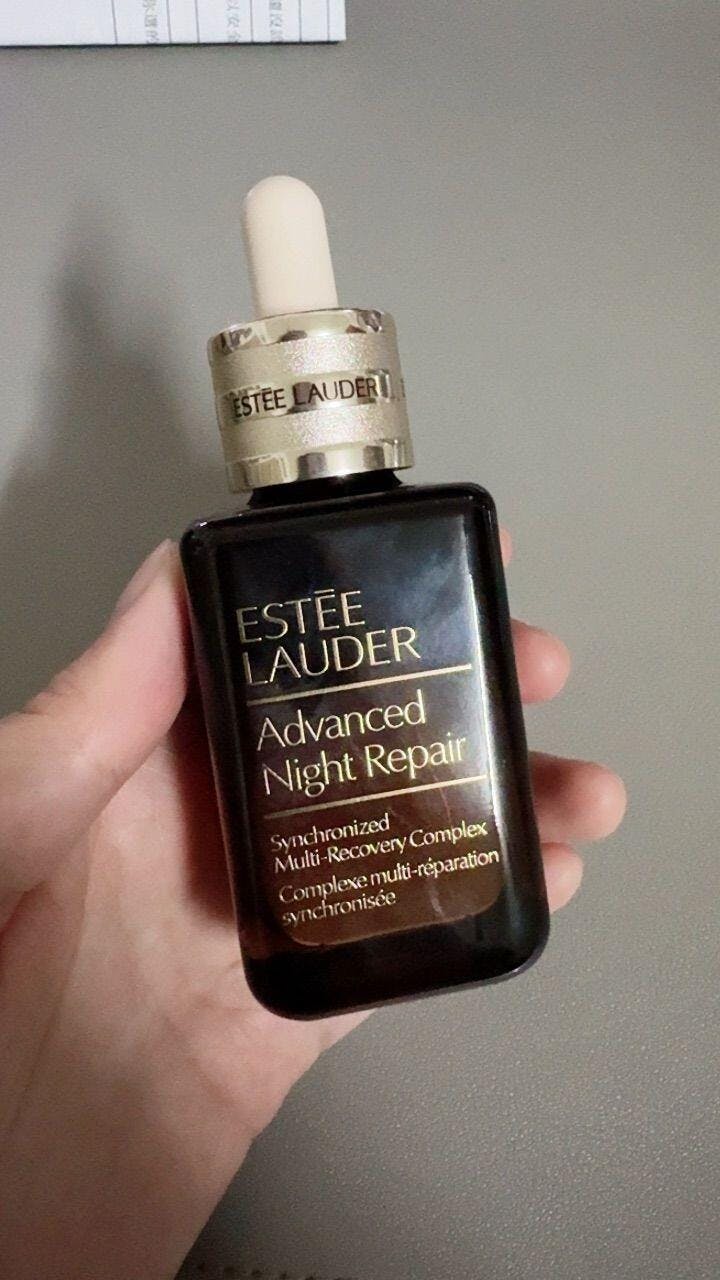 ESTĒE LAUDER
ESTĒE
LAUDER
Advanced
Night Repair
Synchronized
Multi-Recovery Complex
Complexe multi-réparation
synchronisée